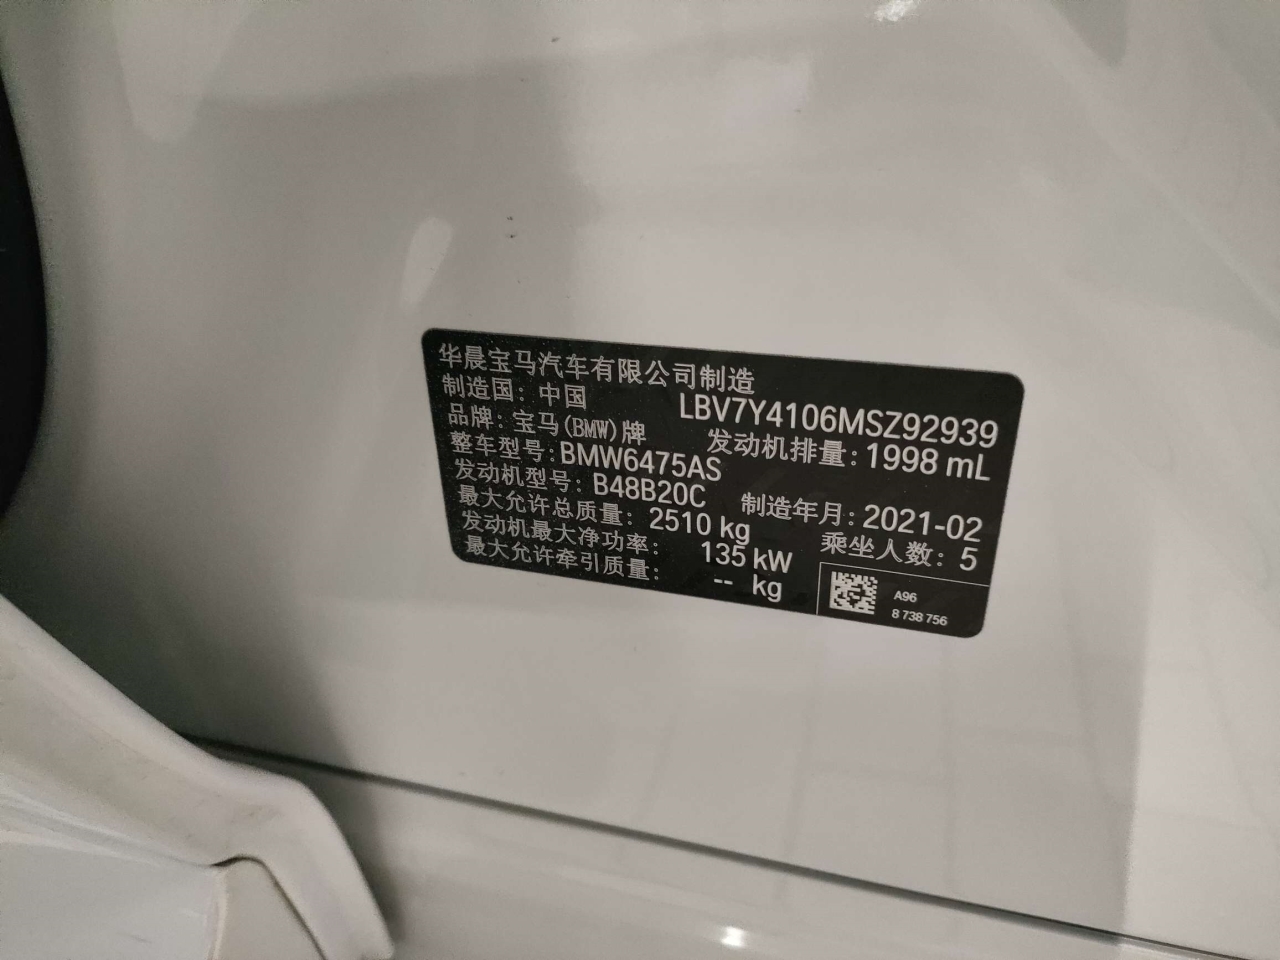 华晨宝马汽车有限公司制造
制造国：中国 LBV7Y4106MSZ92939
品牌：宝马(BMW)牌 发动机排量：1998 mL
整车型号：BMW6475AS
发动机型号：B48B20C 制造年月：2021-02
最大允许总质量：2510 kg 乘坐人数：5
发动机最大净功率：135 kW
最大允许牵引质量：-- kg
A96
8 738 756